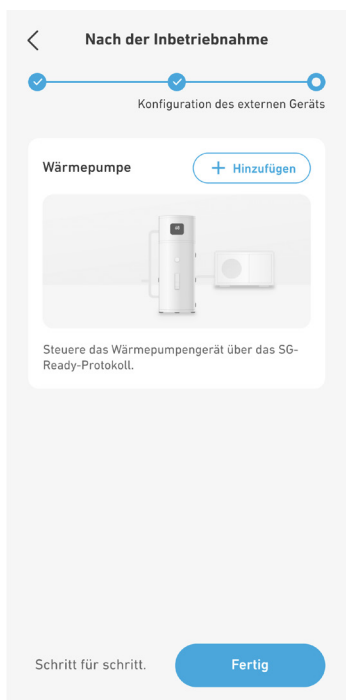 Nach der Inbetriebnahme
Konfiguration des externen Geräts
Wärmepumpe
+ Hinzufügen
Steuere das Wärmepumpengerät über das SG-
Ready-Protokoll.
Schritt für schritt.
Fertig